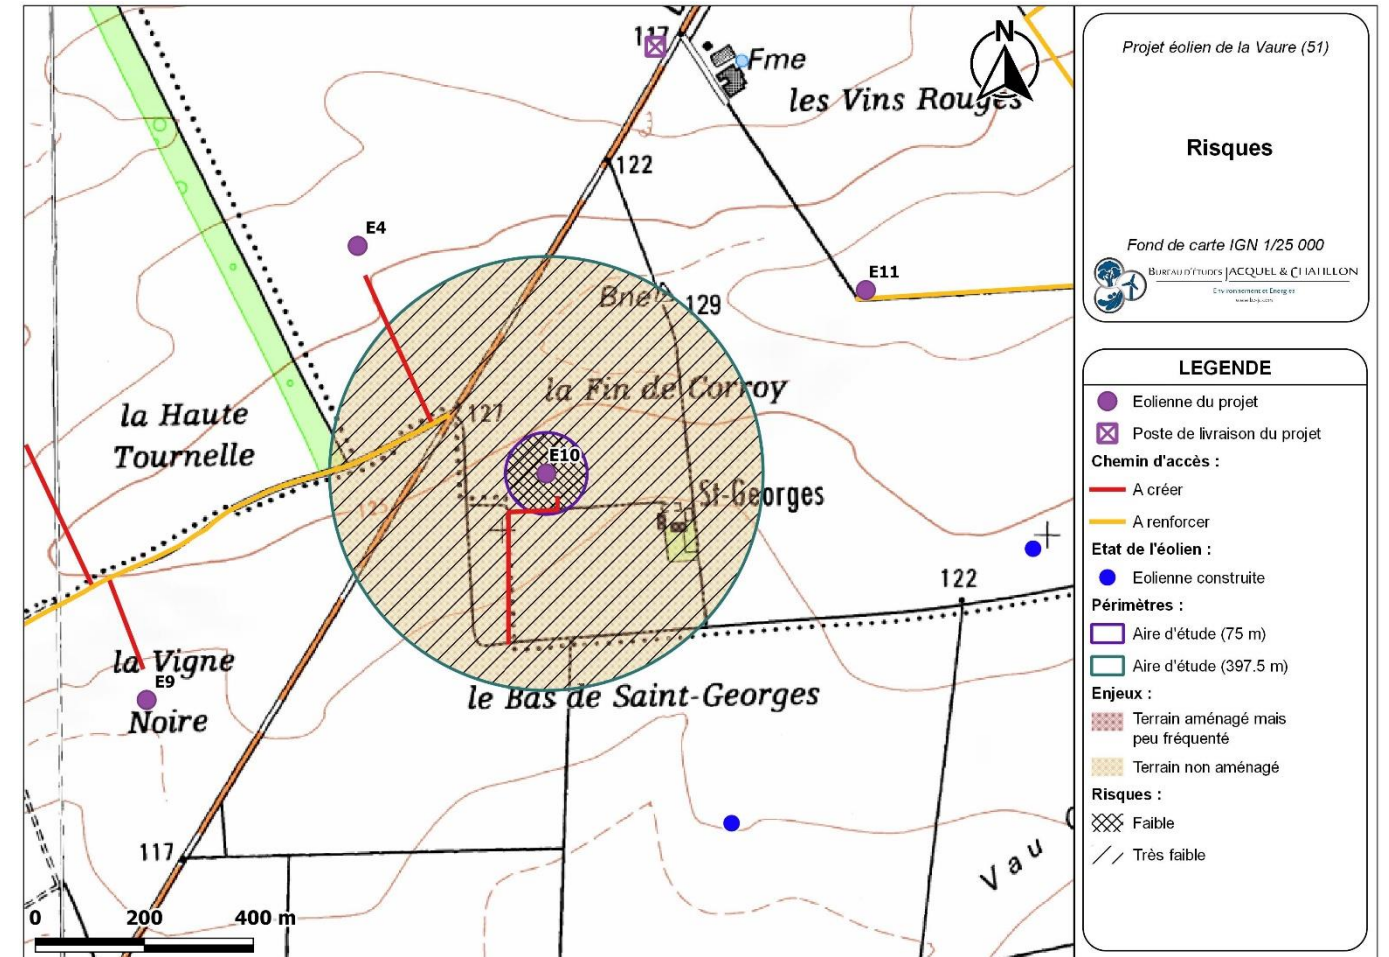 117
Fme
les Vins Rouges
N
122
E4
E11
Bne
129
la Fin de Corroy
la Haute
Tournelle
127
E10
St-Georges
125
122
la Vigne
E9
Noire
le Bas de Saint-Georges
117
Vau
0 200 400 m
Projet éolien de la Vaure (51)
Risques
Fond de carte IGN 1/25 000
BUREAU D'ÉTUDES JACQUEL & CHATILLON
Environnement et Energies
LEGENDE
Eolienne du projet
Poste de livraison du projet
Chemin d'accès :
A créer
A renforcer
Etat de l'éolien :
Eolienne construite
Périmètres :
Aire d'étude (75 m)
Aire d'étude (397.5 m)
Enjeux :
Terrain aménagé mais
peu fréquenté
Terrain non aménagé
Risques :
Faible
Très faible